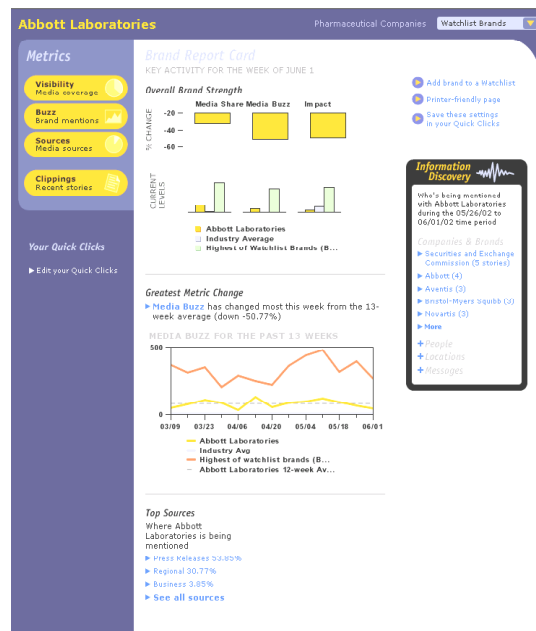 Abbott Laboratories
Pharmaceutical Companies
Watchlist Brands
Metrics
Visibility
Media coverage
Buzz
Brand mentions
Sources
Media sources
Clippings
Recent stories
Your Quick Clicks
Edit your Quick Clicks
Brand Report Card
KEY ACTIVITY FOR THE WEEK OF JUNE 1
Overall Brand Strength
Media Share Media Buzz Impact
% CHANGE
-20
-40
-60
CURRENT
LEVELS
Abbott Laboratories
Industry Average
Highest of Watchlist Brands (B...
Greatest Metric Change
Media Buzz has changed most this week from the 13-
week average (down -50.77%)
MEDIA BUZZ FOR THE PAST 13 WEEKS
500
0
03/09 03/23 04/06 04/20 05/04 05/18 06/01
Abbott Laboratories
Industry Avg
Highest of watchlist brands (B...
Abbott Laboratories 12-week Av...
Top Sources
Where Abbott
Laboratories is being
mentioned
Press Releases 53.85%
Regional 30.77%
Business 3.85%
See all sources
Add brand to a Watchlist
Printer-friendly page
Save these settings
in your Quick Clicks
Information
Discovery
Who's being mentioned
with Abbott Laboratories
during the 05/26/02 to
06/01/02 time period
Companies & Brands
Securities and Exchange
Commission (5 stories)
Abbott (4)
Aventis (3)
Bristol-Myers Squibb (3)
Novartis (3)
More
People
Locations
Messages